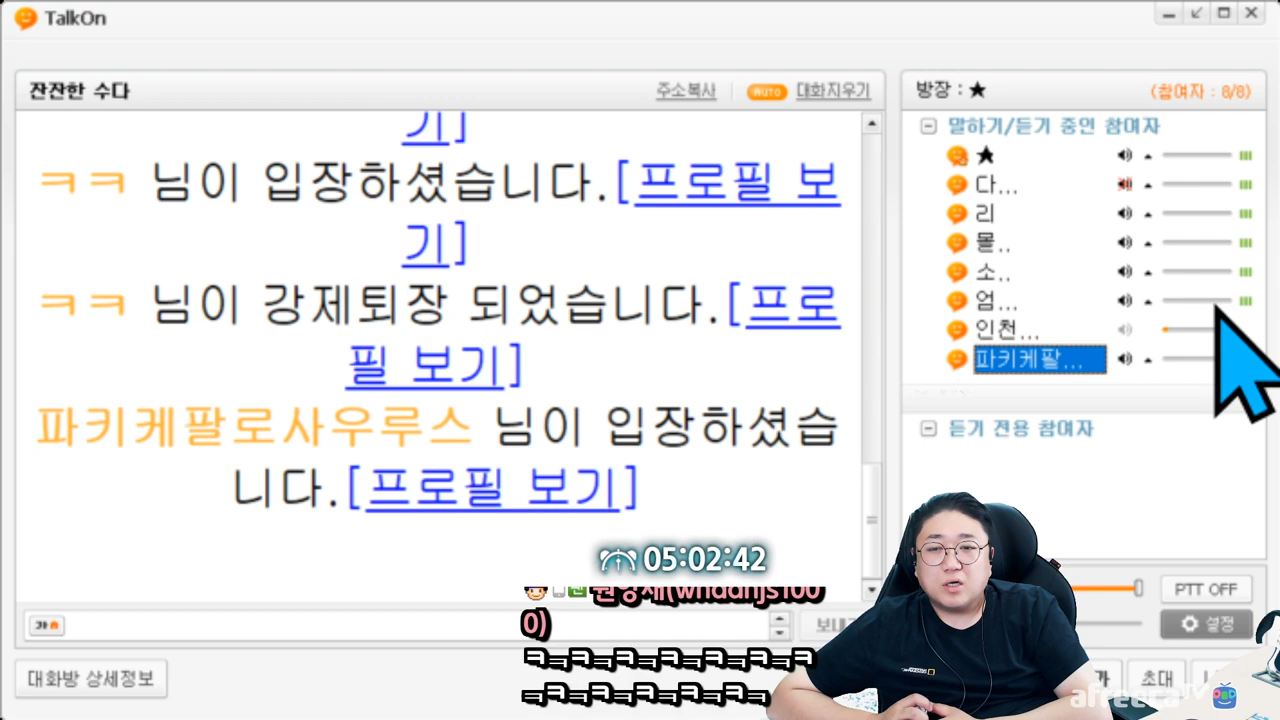 TalkOn
잔잔한 수다
주소복사
AUTO
대화지우기
기]
ㅋㅋ 님이 입장하셨습니다.[프로필 보
기]
ㅋㅋ 님이 강제퇴장 되었습니다.[프로
필 보기]
파키케팔로사우루스 님이 입장하셨습
니다.[프로필 보기]
방장 : ★
(참여자 : 8/8)
말하기/듣기 중인 참여자
★
다...
리
몰..
소..
엄...
인천...
파키케팔...
듣기 전용 참여자
05:02:42
0)
ㅋㅋㅋㅋㅋㅋㅋㅋㅋㅋㅋㅋㅋ
ㅋㅋㅋㅋㅋㅋㅋㅋㅋㅋㅋ
가
보내
PTT OFF
설정
대화방 상세정보
초대
afreecaTV